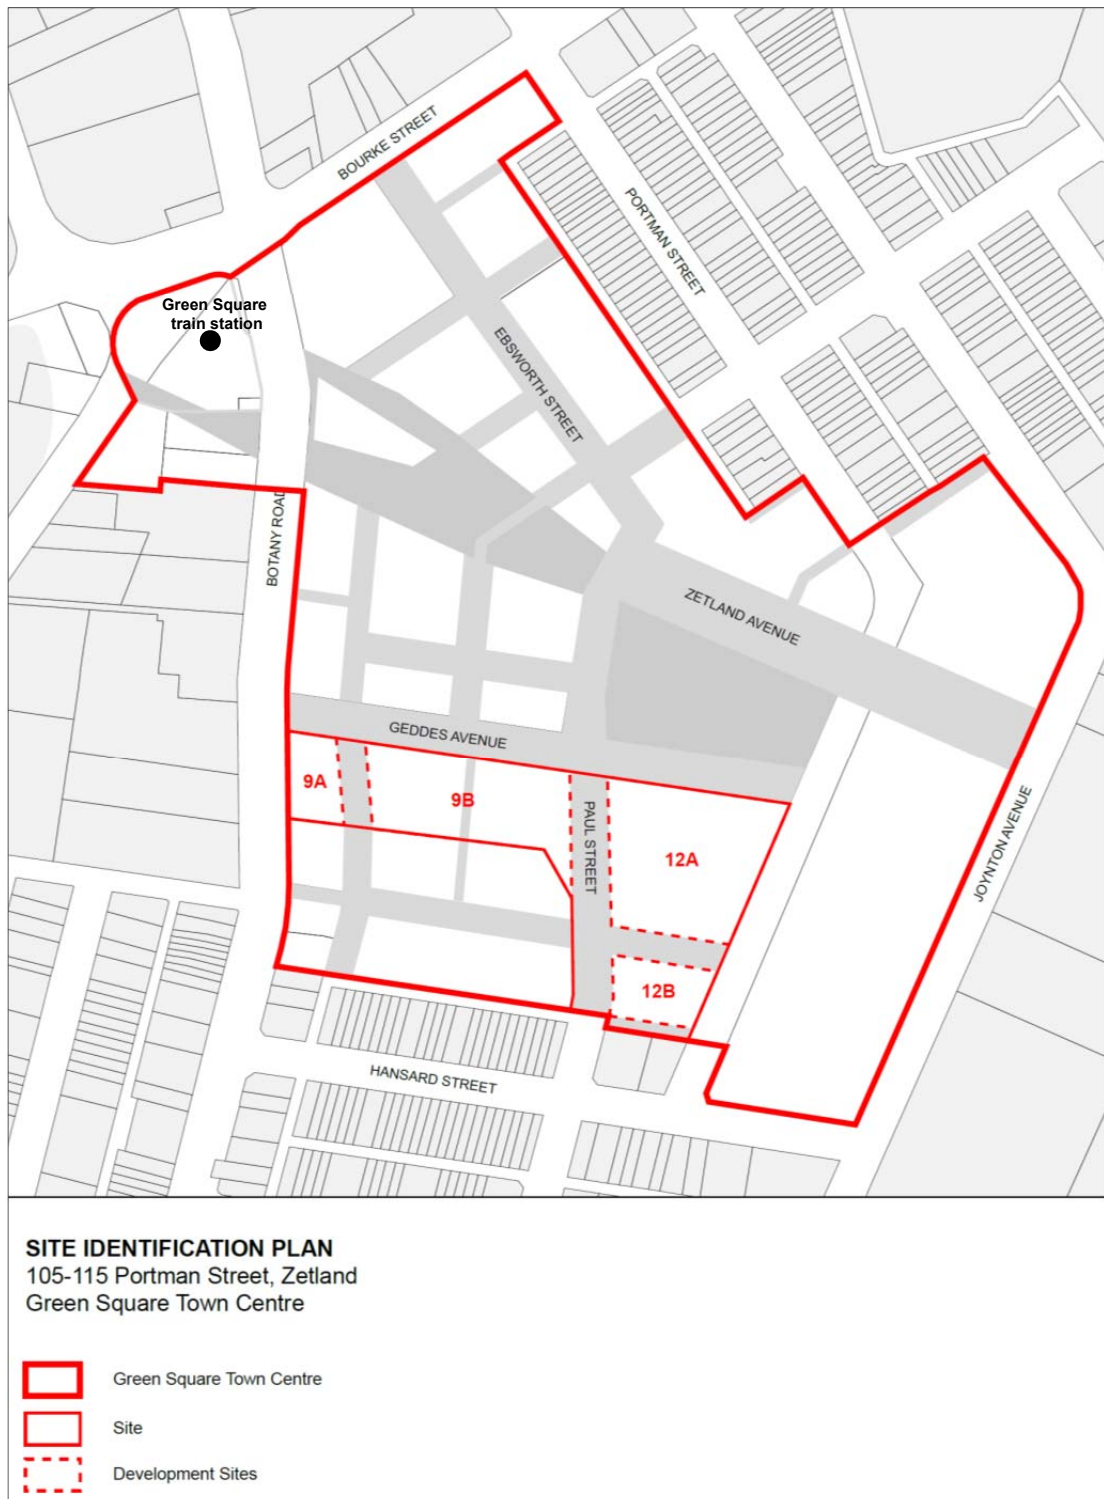 BOURKE STREET
PORTMAN STREET
Green Square
train station
EBSWORTH STREET
BOTANY ROAD
ZETLAND AVENUE
GEDDES AVENUE
9A
9B
PAUL STREET
12A
JOYNTON AVENUE
12B
HANSARD STREET
SITE IDENTIFICATION PLAN
105-115 Portman Street, Zetland
Green Square Town Centre
Green Square Town Centre
Site
Development Sites